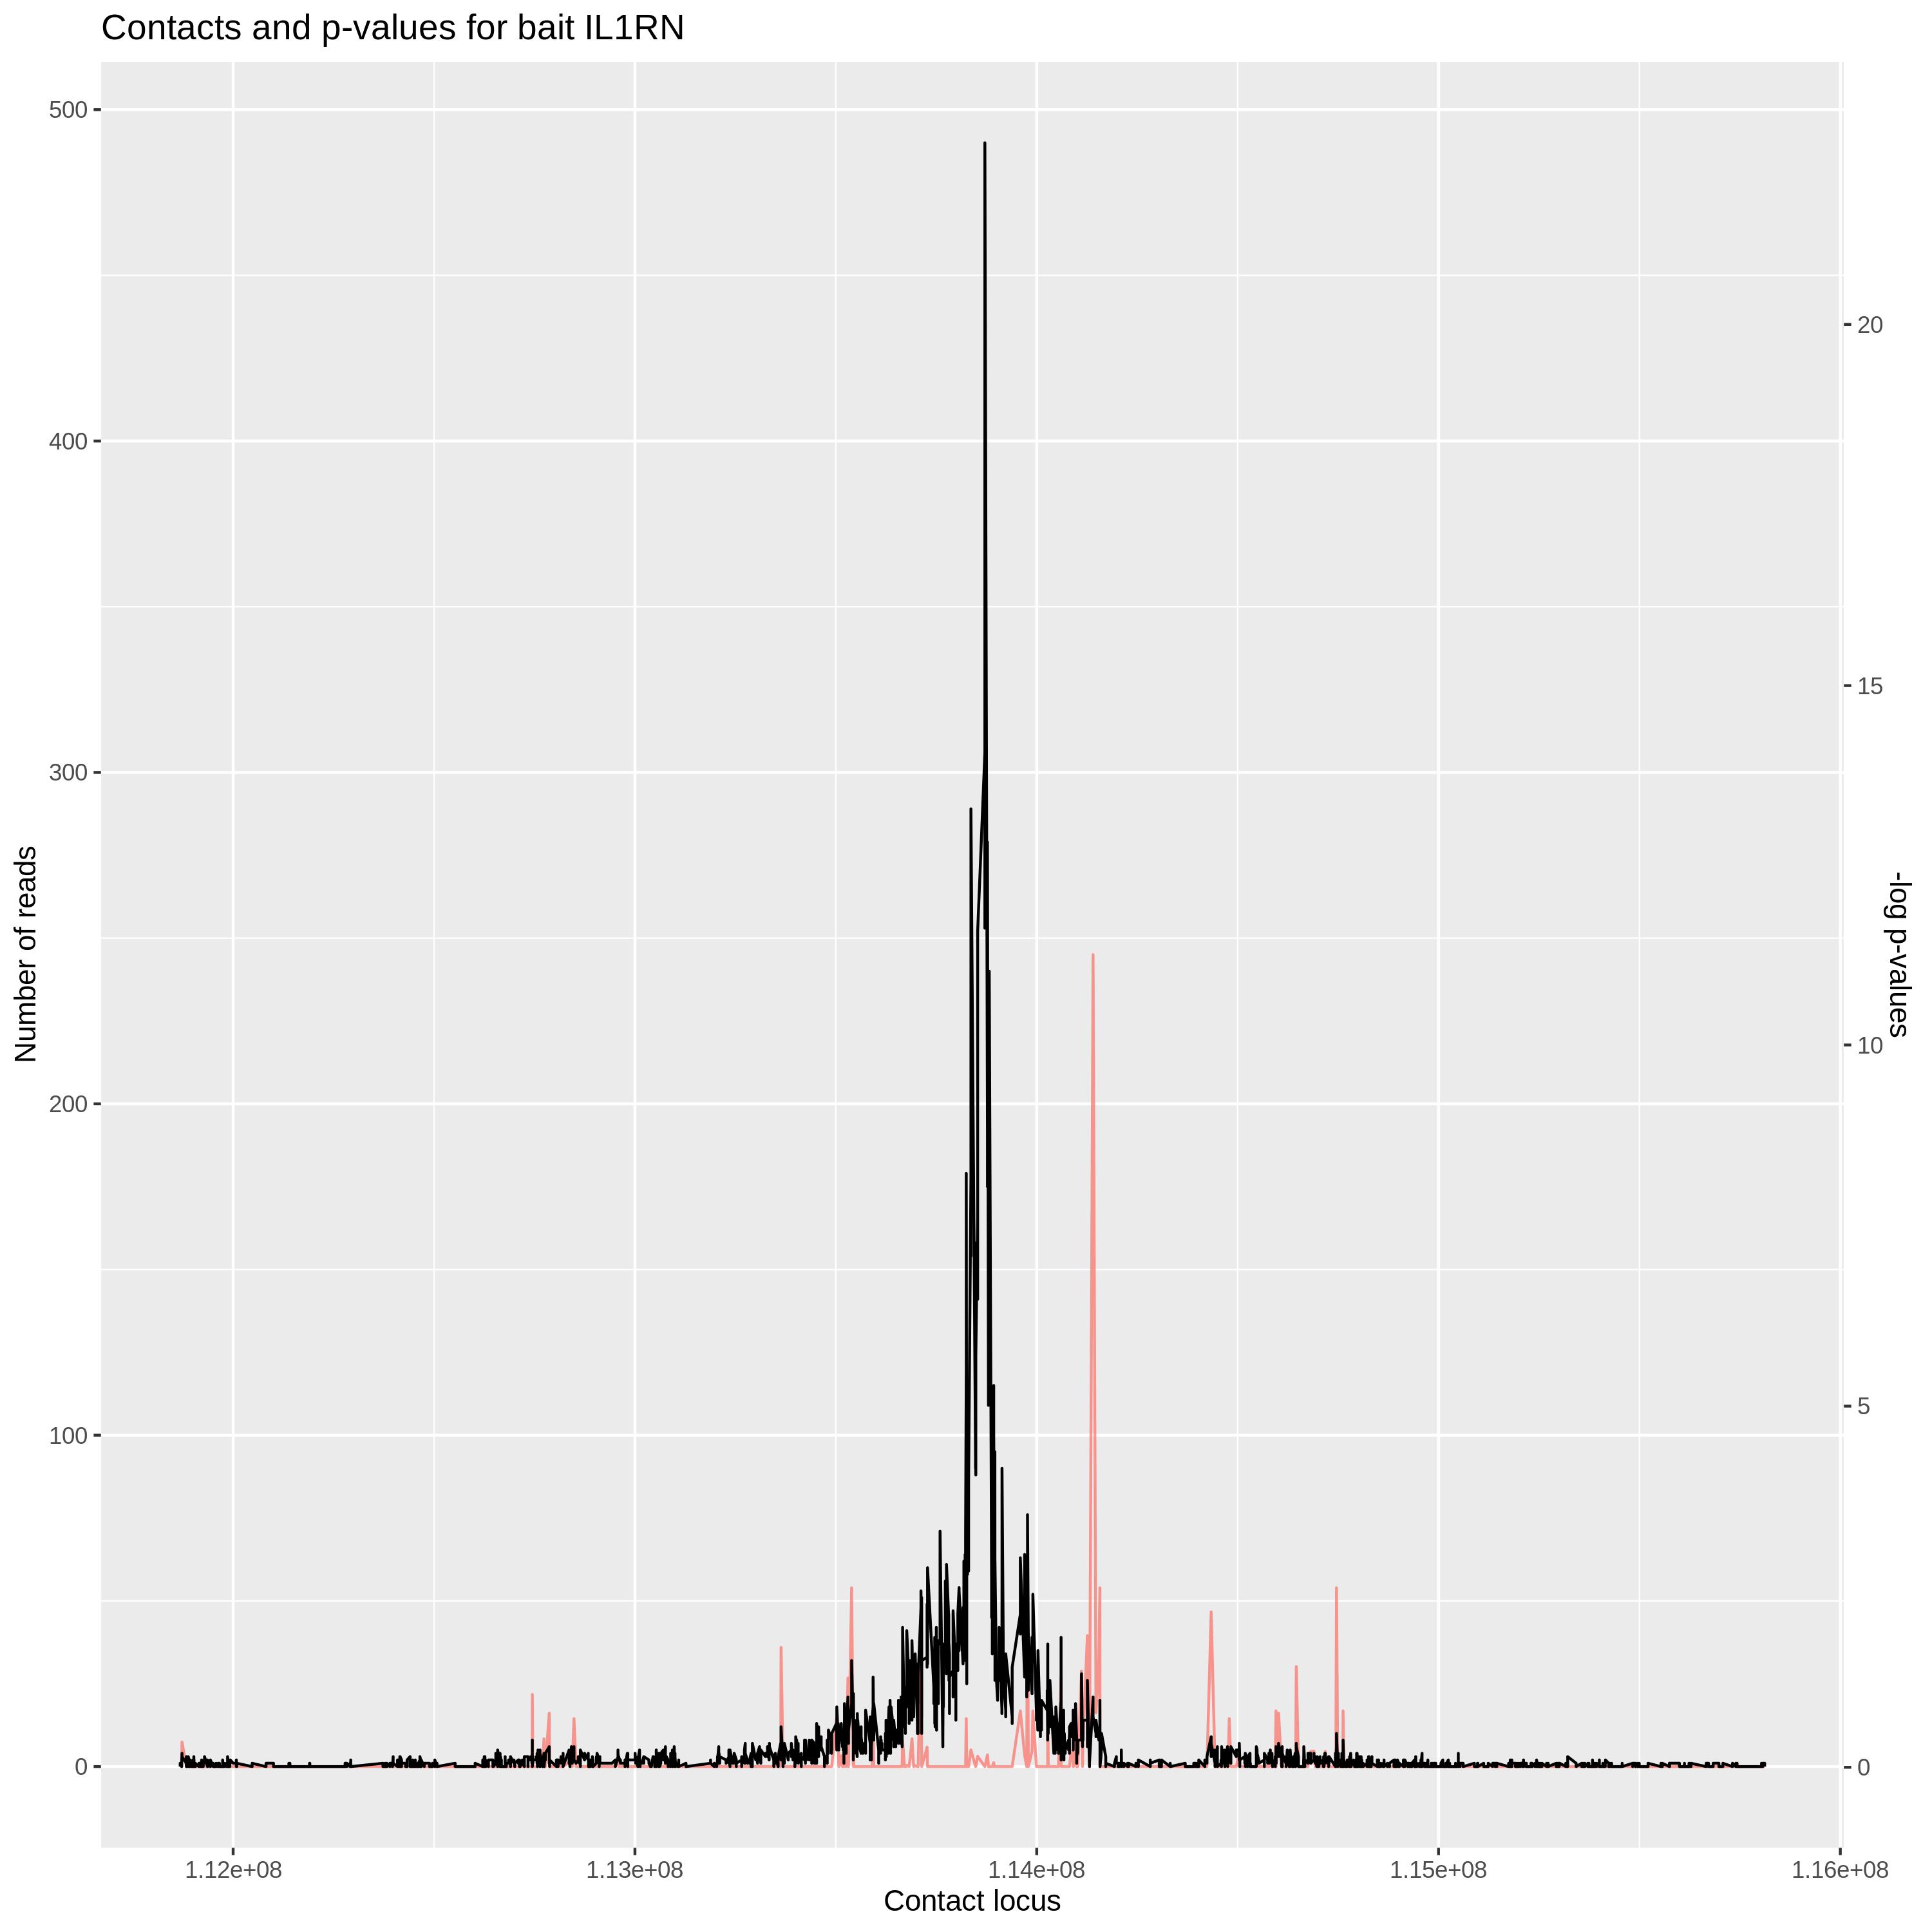 Contacts and p-values for bait IL1RN
500
400
300
200
100
0
Number of reads
20
15
10
5
0
-log p-values
1.12e+08
1.13e+08
1.14e+08
1.15e+08
1.16e+08
Contact locus